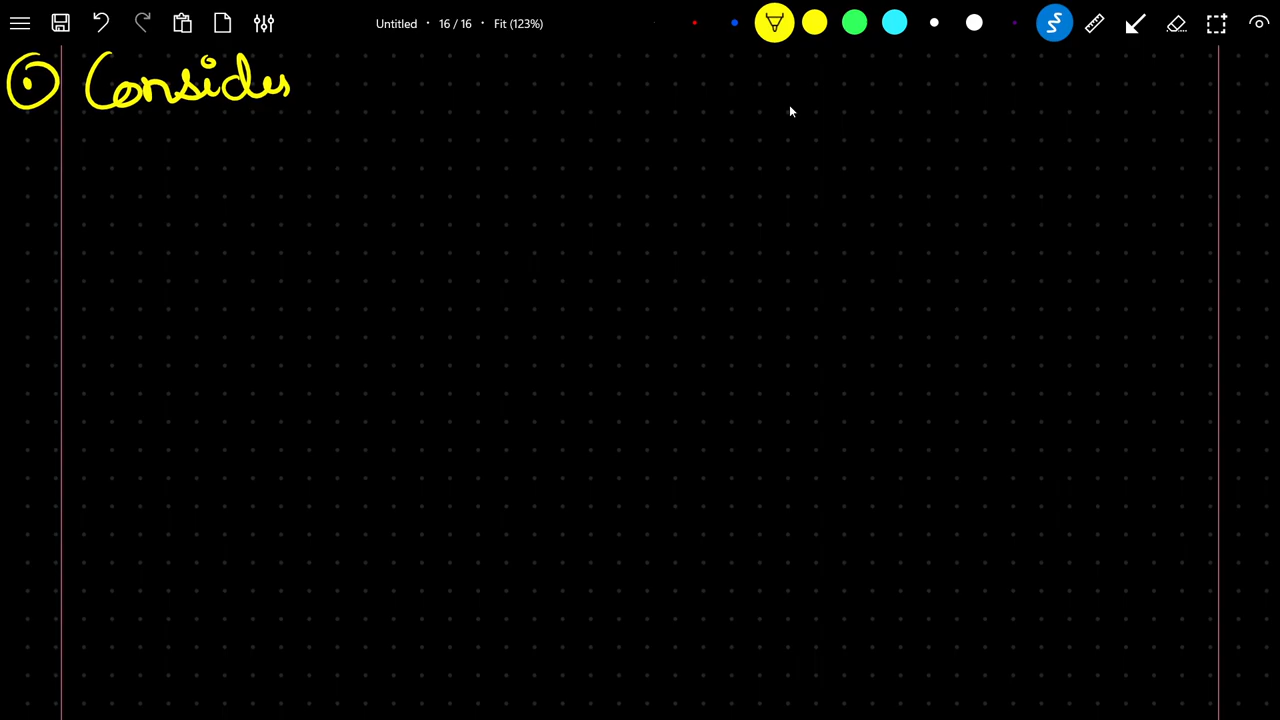 Untitled • 16 / 16 • Fit (123%)
① Consider